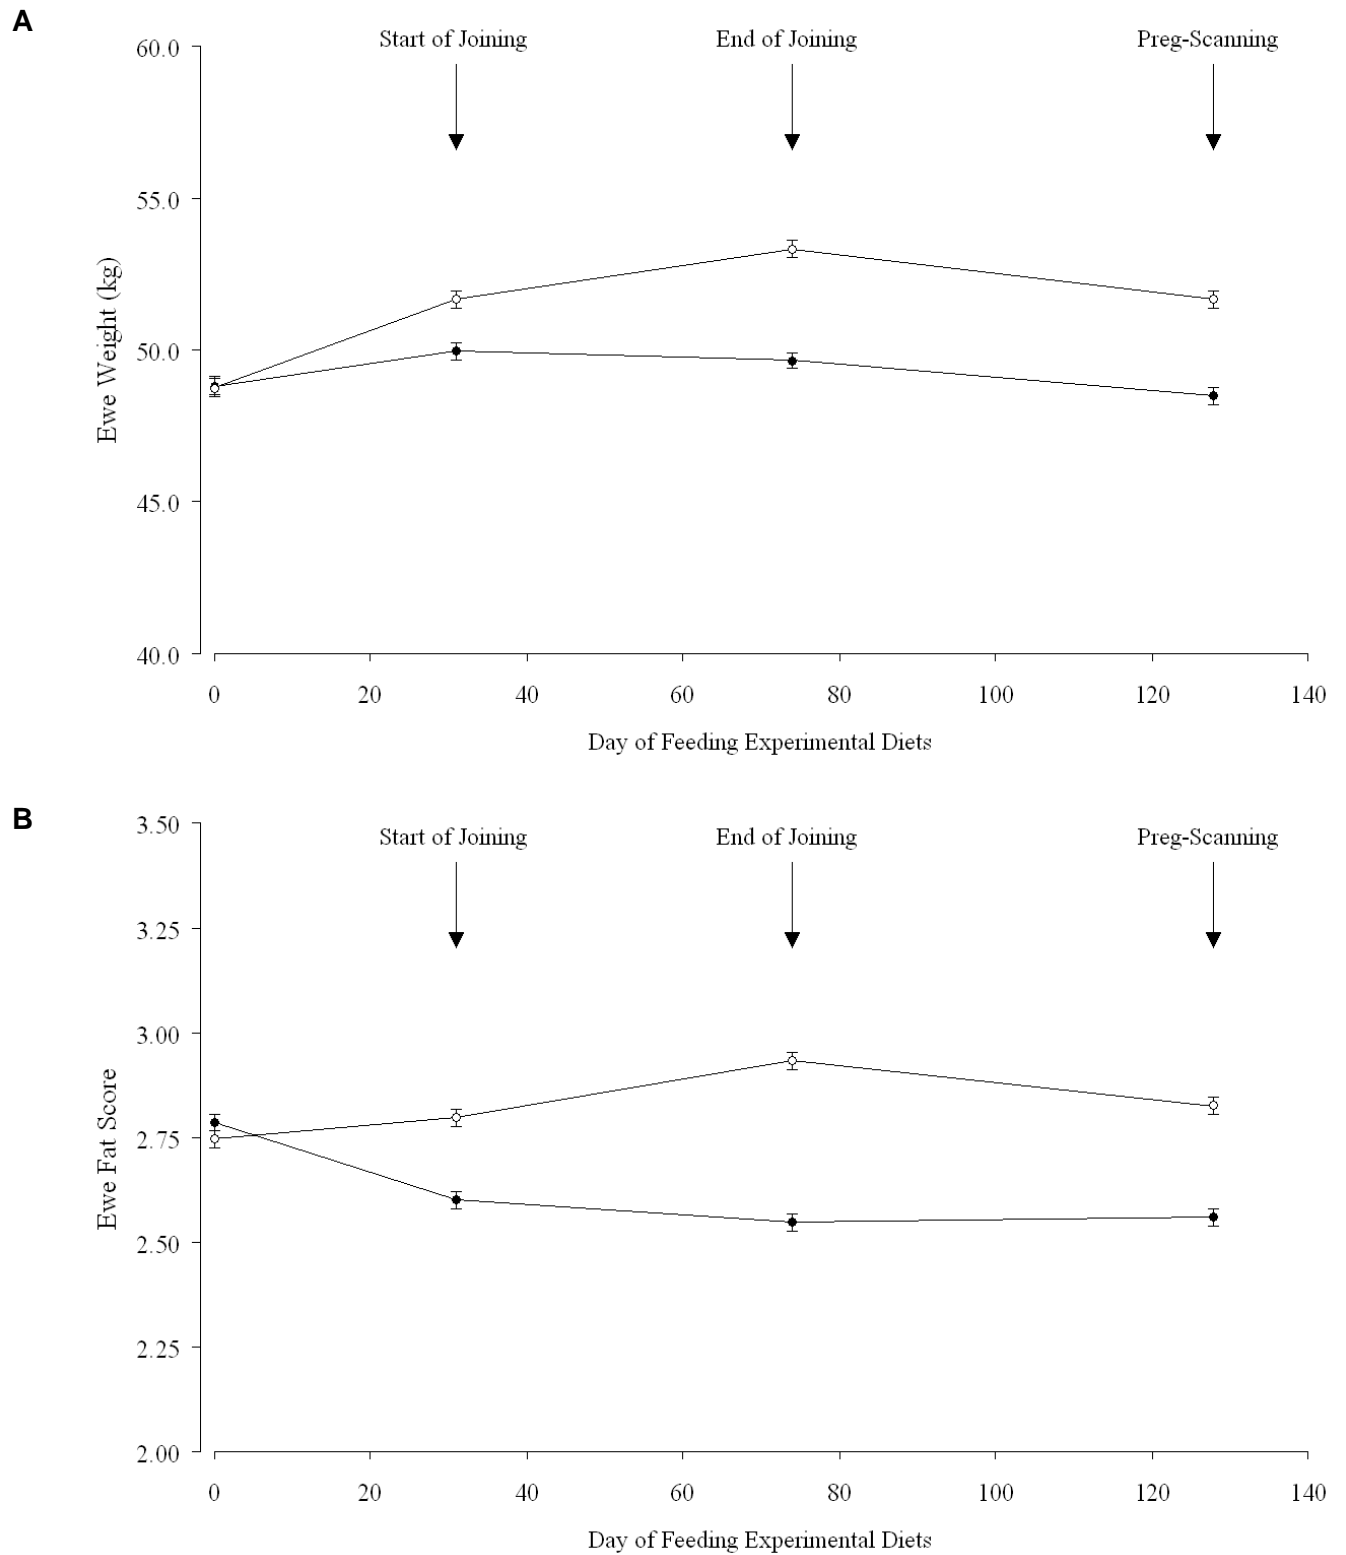 A
Start of Joining End of Joining Preg-Scanning
60.0
55.0
50.0
45.0
40.0
Ewe Weight (kg)
0 20 40 60 80 100 120 140
Day of Feeding Experimental Diets
B
Start of Joining End of Joining Preg-Scanning
3.50
3.25
3.00
2.75
2.50
2.25
2.00
Ewe Fat Score
0 20 40 60 80 100 120 140
Day of Feeding Experimental Diets